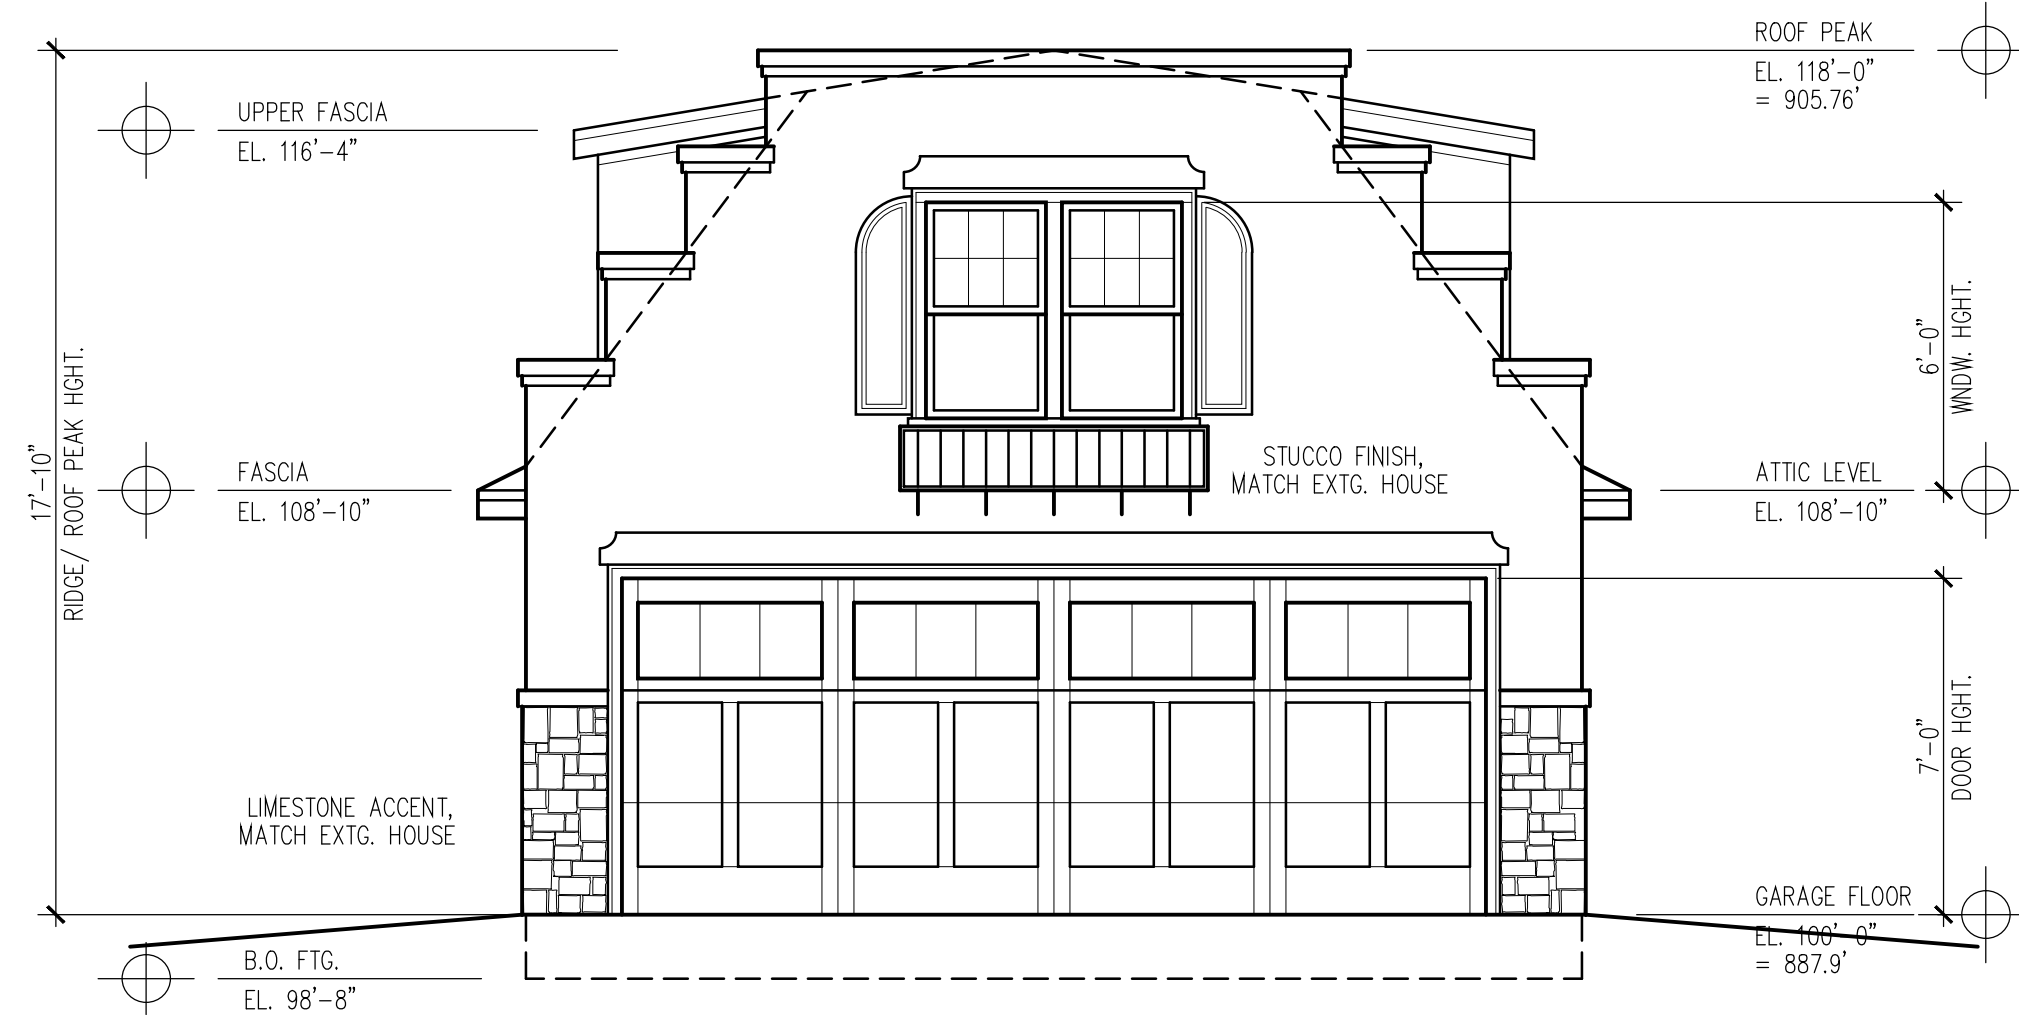 ROOF PEAK
EL. 118'-0"
= 905.76'
UPPER FASCIA
EL. 116'-4"
17'-10"
RIDGE/ ROOF PEAK HGHT.
6'-0"
WNDW. HGHT.
STUCCO FINISH,
MATCH EXTG. HOUSE
FASCIA
EL. 108'-10"
ATTIC LEVEL
EL. 108'-10"
7'-0"
DOOR HGHT.
LIMESTONE ACCENT,
MATCH EXTG. HOUSE
GARAGE FLOOR
EL. 100'-0"
= 887.9'
B.O. FTG.
EL. 98'-8"